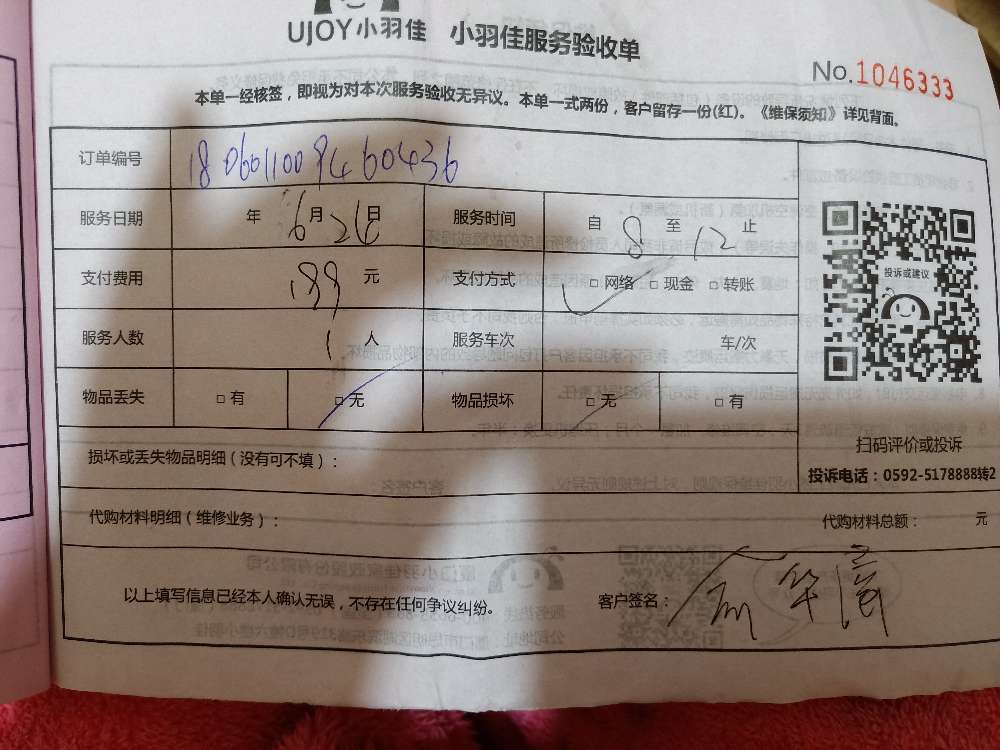 UJOY小羽佳 小羽佳服务验收单
No.1046333
本单一经核签，即视为对本次服务验收无异议。本单一式两份，客户留存一份(红)。《维保须知》详见背面。
订单编号 1806011009460436
服务日期 年 6月26日 服务时间 自 8 至 12 止
支付费用 199 元 支付方式 □ 网络 □ 现金 □ 转账
服务人数 1 人 服务车次 车/次
物品丢失 □ 有 □ 无 物品损坏 □ 无 □ 有
投诉或建议
扫码评价或投诉
投诉电话：0592-5178888转2
损坏或丢失物品明细（没有可不填）：
代购材料明细（维修业务）： 代购材料总额： 元
以上填写信息已经本人确认无误，不存在任何争议纠纷。 客户签名：